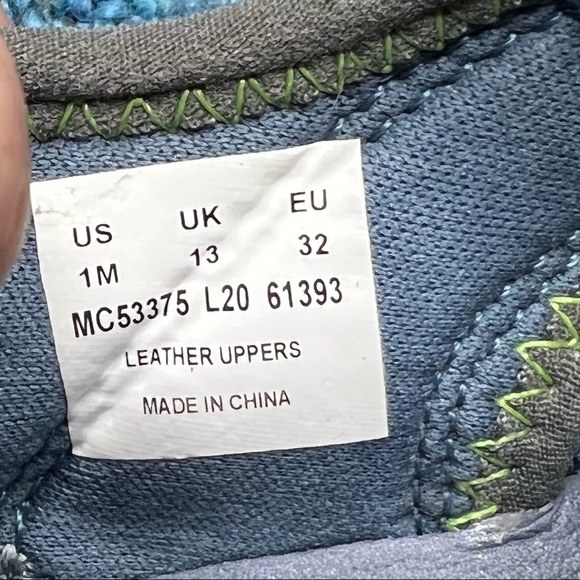 US UK EU
1M 13 32
MC53375 L20 61393
LEATHER UPPERS
MADE IN CHINA